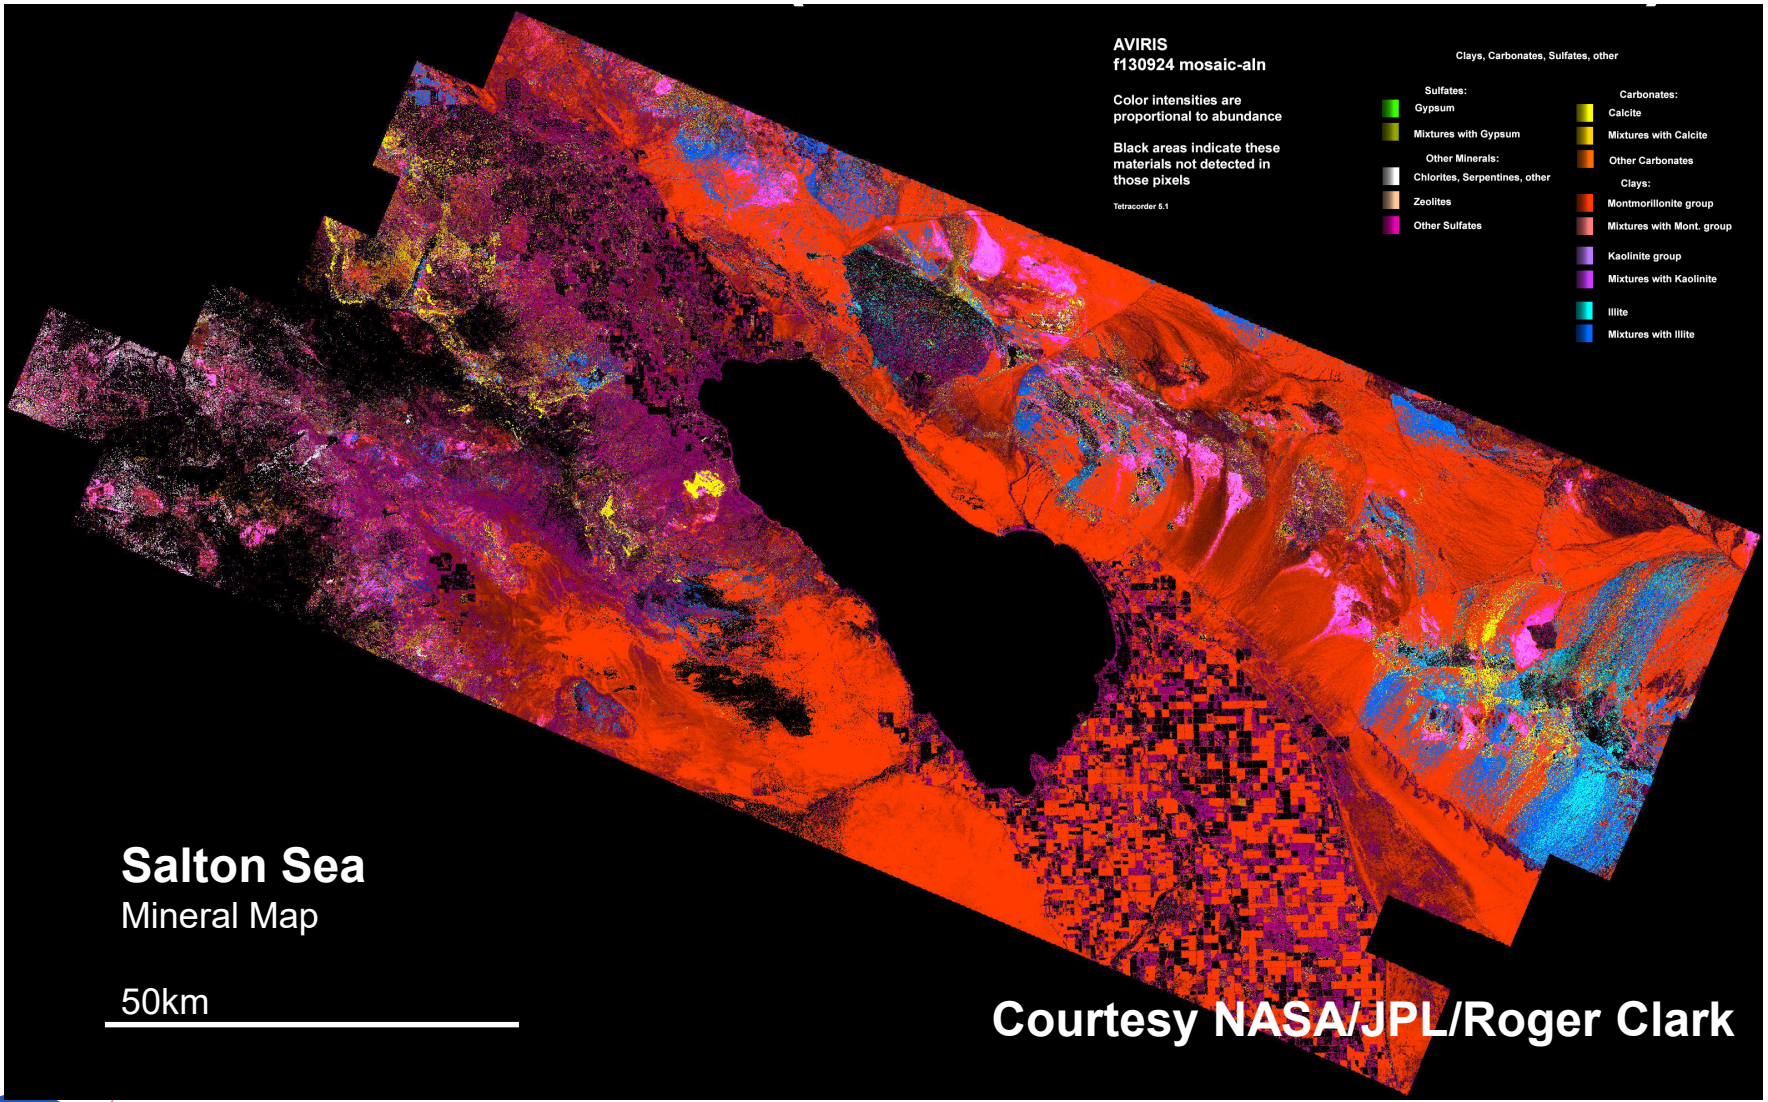 AVIRIS
f130924 mosaic-aln
Color intensities are
proportional to abundance
Black areas indicate these
materials not detected in
those pixels
Tetracorder 5.1
Clays, Carbonates, Sulfates, other
Sulfates:
Gypsum
Mixtures with Gypsum
Other Minerals:
Chlorites, Serpentines, other
Zeolites
Other Sulfates
Carbonates:
Calcite
Mixtures with Calcite
Other Carbonates
Clays:
Montmorillonite group
Mixtures with Mont. group
Kaolinite group
Mixtures with Kaolinite
Illite
Mixtures with Illite
Salton Sea
Mineral Map
50km
Courtesy NASA/JPL/Roger Clark